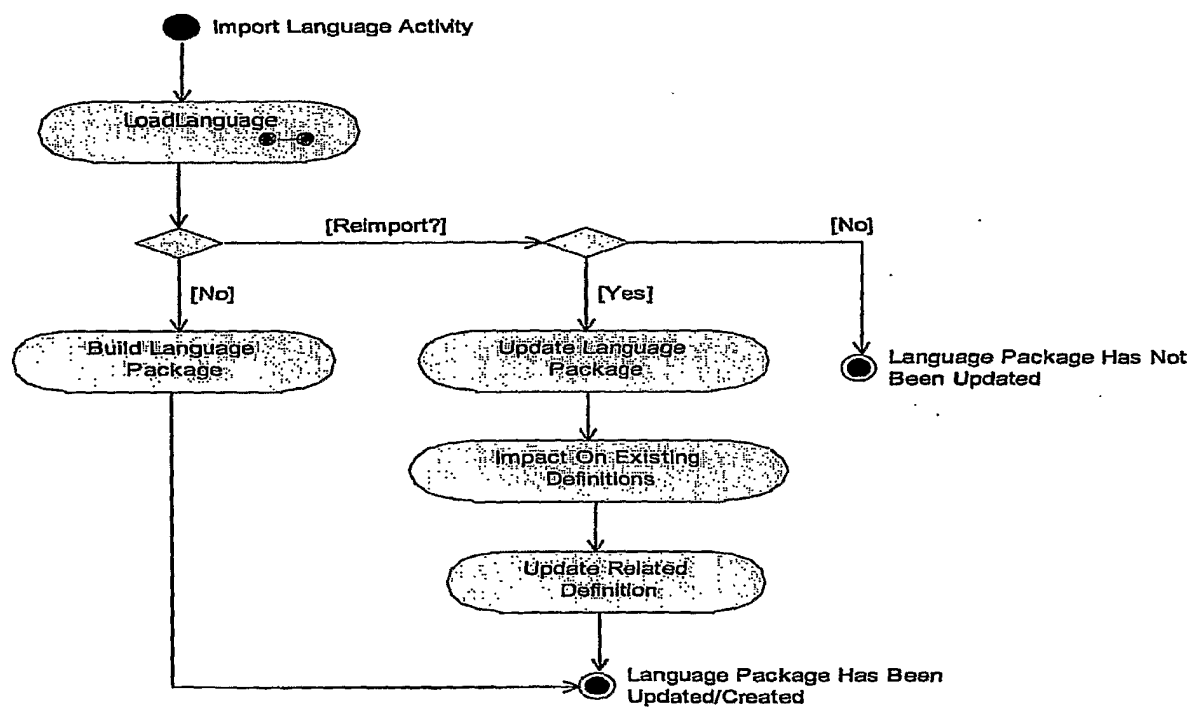 Import Language Activity
LoadLanguage
[Reimport?]
[No]
[No]
[Yes]
Build Language
Package
Update Language
Package
Language Package Has Not
Been Updated
Impact On Existing
Definitions
Update Related
Definition
Language Package Has Been
Updated/Created